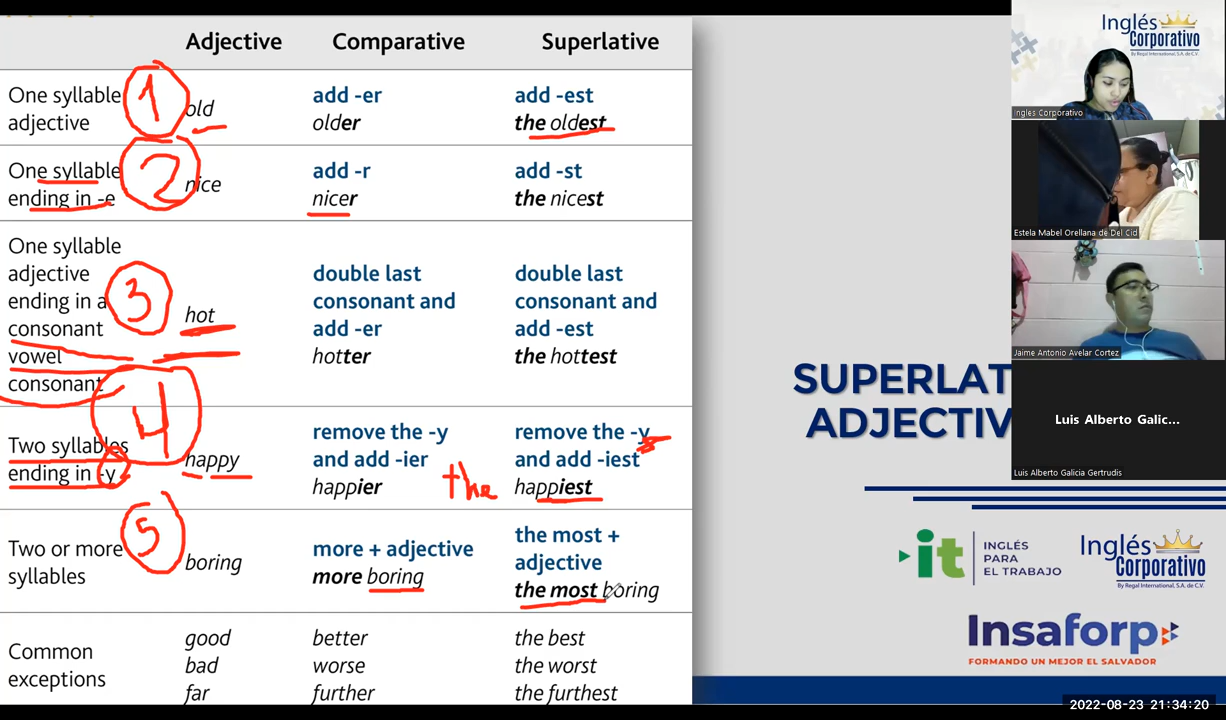 Adjective Comparative Superlative
One syllable
adjective
1
old
add -er
older
add -est
the oldest
One syllable
ending in -e
2
nice
add -r
nicer
add -st
the nicest
One syllable
adjective
ending in a
consonant
vowel
consonant
3
hot
double last
consonant and
add -er
hotter
double last
consonant and
add -est
the hottest
Two syllables
ending in -y
4
happy
remove the -y
and add -ier
happier
the
remove the -y
and add -iest
happiest
Two or more
syllables
5
boring
more + adjective
more boring
the most +
adjective
the most boring
Common
exceptions
good
bad
far
better
worse
further
the best
the worst
the furthest
SUPERLAT
ADJECTIV
it
INGLÉS
PARA
EL TRABAJO
Inglés
Corporativo
By Regal International, S.A. de C.V.
Insaforp
FORMANDO UN MEJOR EL SALVADOR
Inglés
Corporativo
By Regal International, S.A. de C.V.
Ingles Corporativo
Estela Mabel Orellana de Del Cid
Jaime Antonio Avelar Cortez
Luis Alberto Galic...
Luis Alberto Galicia Gertrudis
2022-08-23 21:34:20